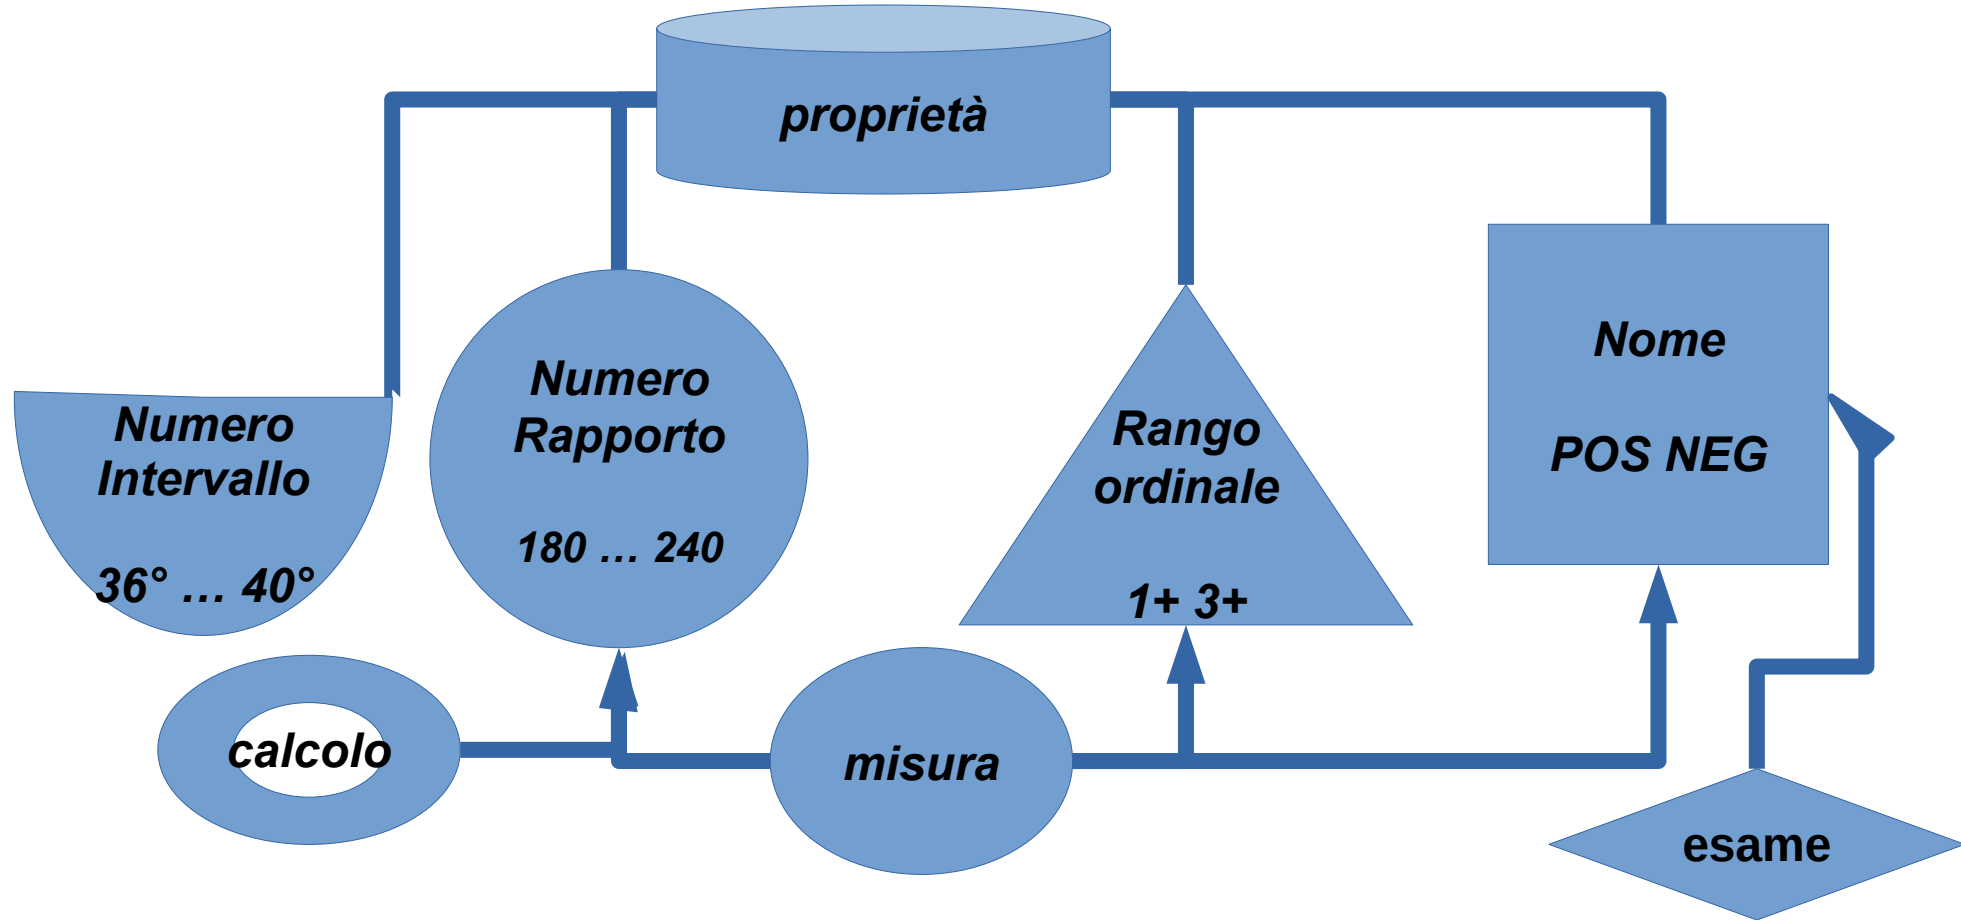 proprietà
Numero
Intervallo
36° … 40°
Numero
Rapporto
180 … 240
Rango
ordinale
1+ 3+
Nome
POS NEG
calcolo
misura
esame